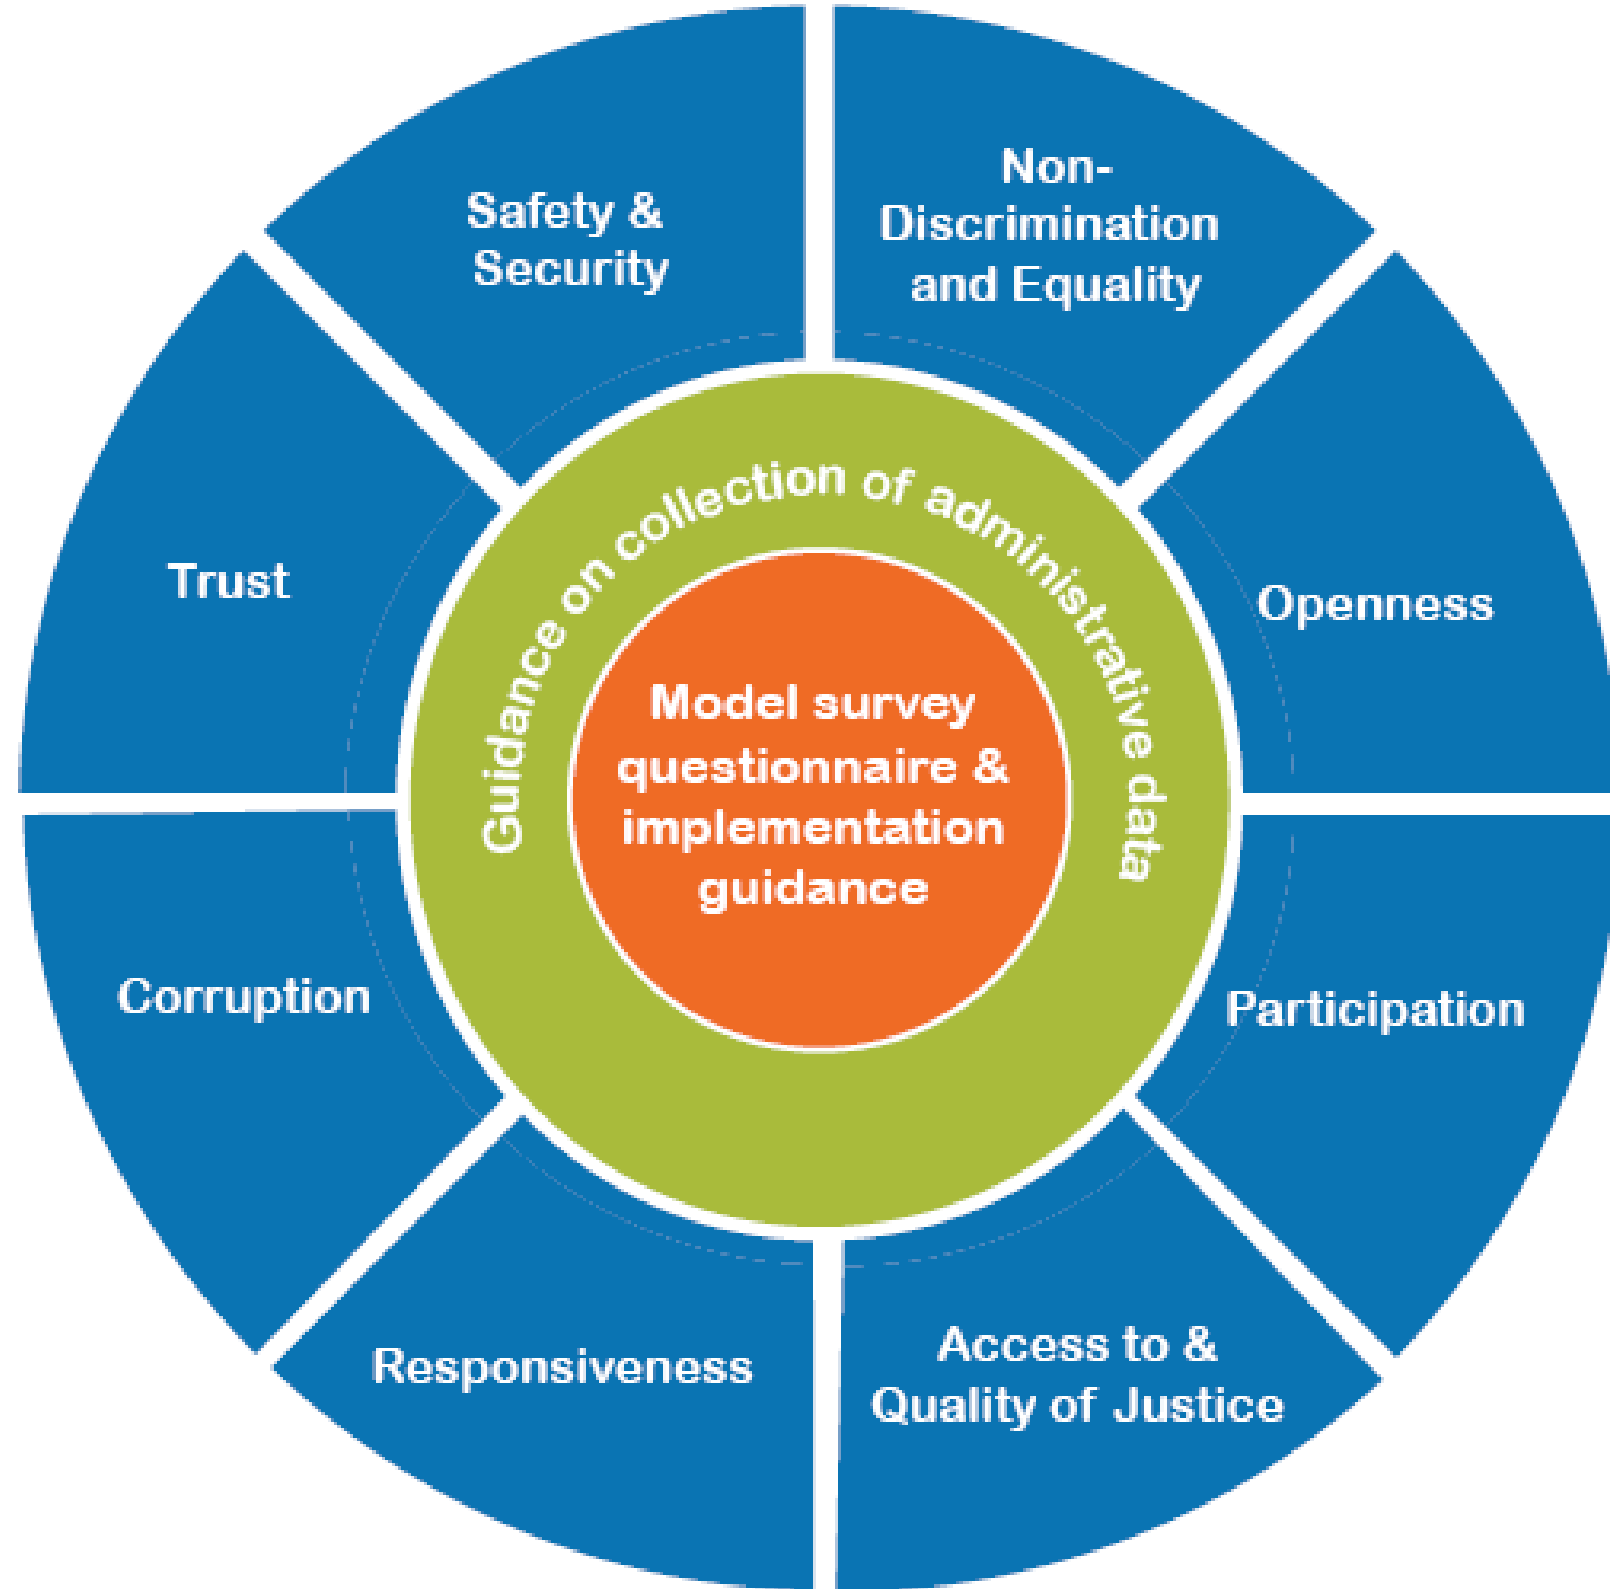 Safety &
Security
Non-
Discrimination
and Equality
Trust
Openness
Guidance on collection of administrative data
Model survey
questionnaire &
implementation
guidance
Corruption
Participation
Responsiveness
Access to &
Quality of Justice